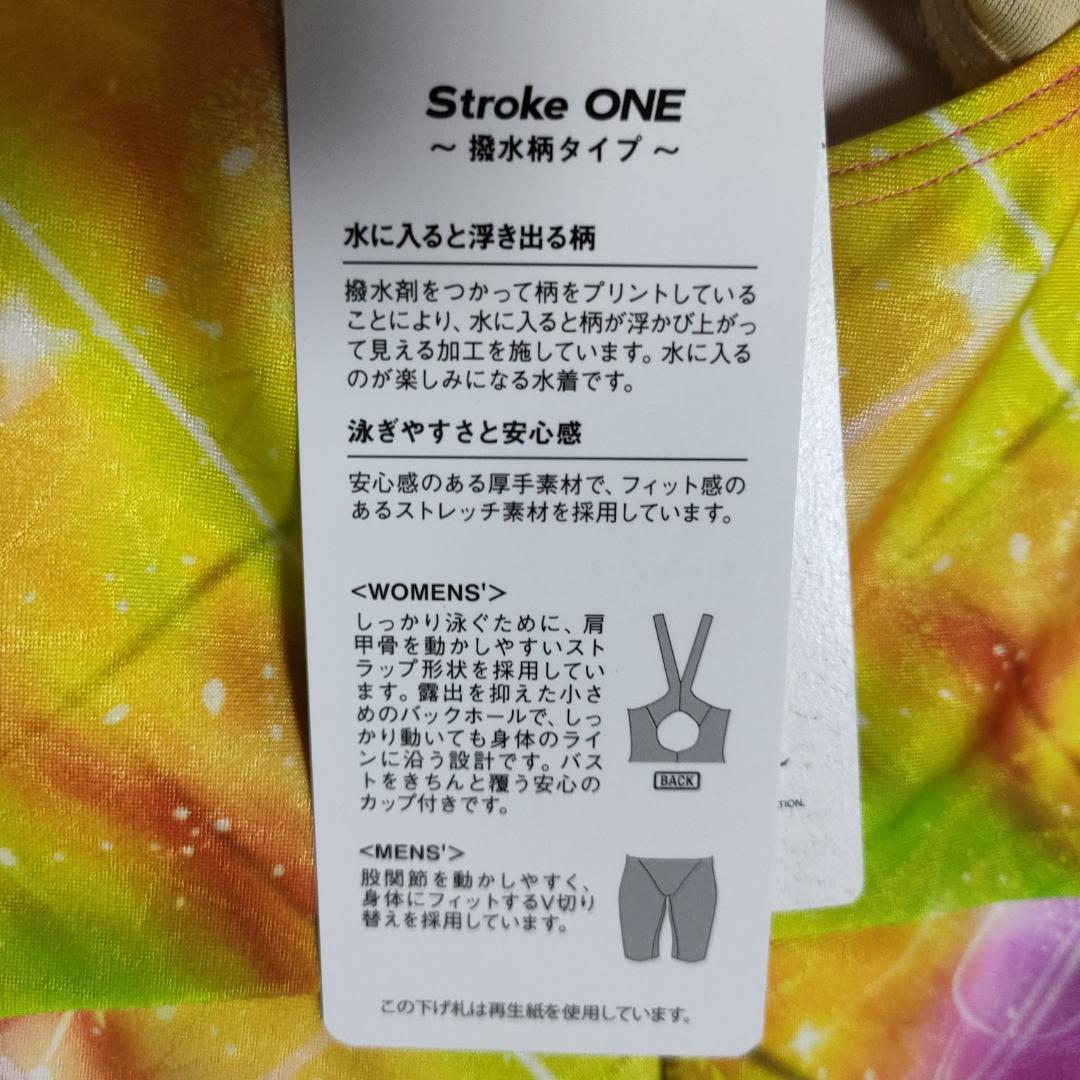 Stroke ONE
～ 撥水柄タイプ ～
水に入ると浮き出る柄
撥水剤をつかって柄をプリントしている
ことにより、水に入ると柄が浮かび上がっ
て見える加工を施しています。水に入る
のが楽しみになる水着です。
泳ぎやすさと安心感
安心感のある厚手素材で、フィット感の
あるストレッチ素材を採用しています。
<WOMENS'>
しっかり泳ぐために、肩
甲骨を動かしやすいスト
ラップ形状を採用してい
ます。露出を抑えた小さ
めのバックホールで、しっ
かり動いても身体のライ
ンに沿う設計です。バス
トをきちんと覆う安心の
カップ付きです。
BACK
<MENS'>
股関節を動かしやすく、
身体にフィットするV切り
替えを採用しています。
この下げ札は再生紙を使用しています。